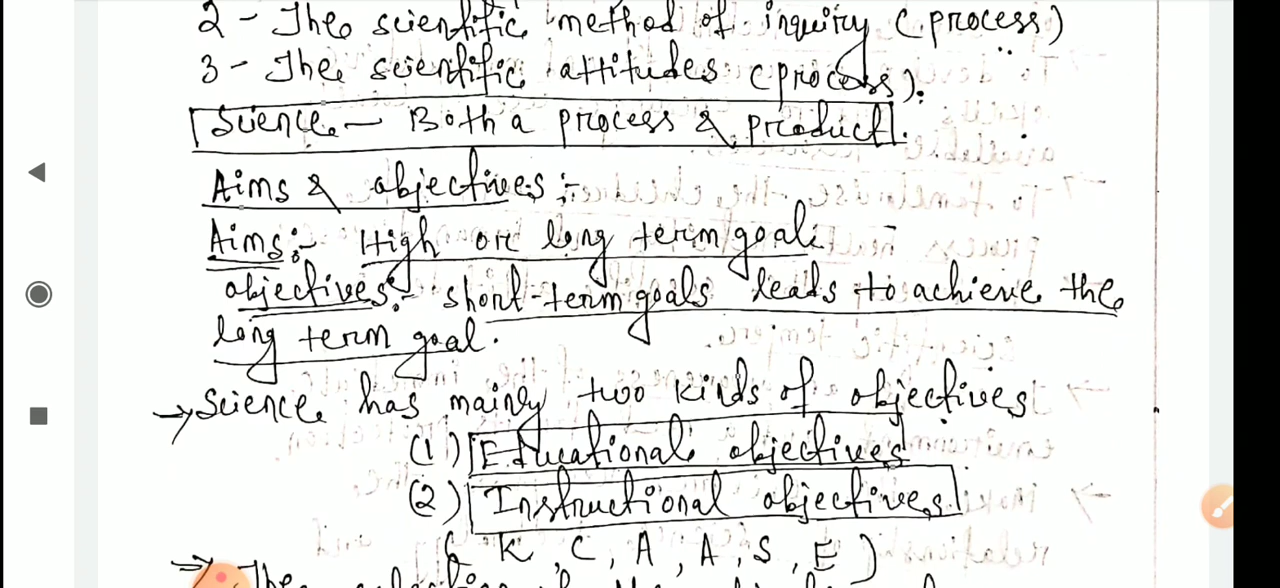 2 - The scientific method of inquiry (process)
3 - The scientific attitudes (process).
Science - Both a process & product.
Aims & objectives :-
Aims :- High or long term goal.
objectives :- short-term goals leads to achieve the
long term goal.
→ Science has mainly two kinds of objectives
(1) Educational objectives
(2) Instructional objectives.
( K , C , A , A , S , E )
→ The